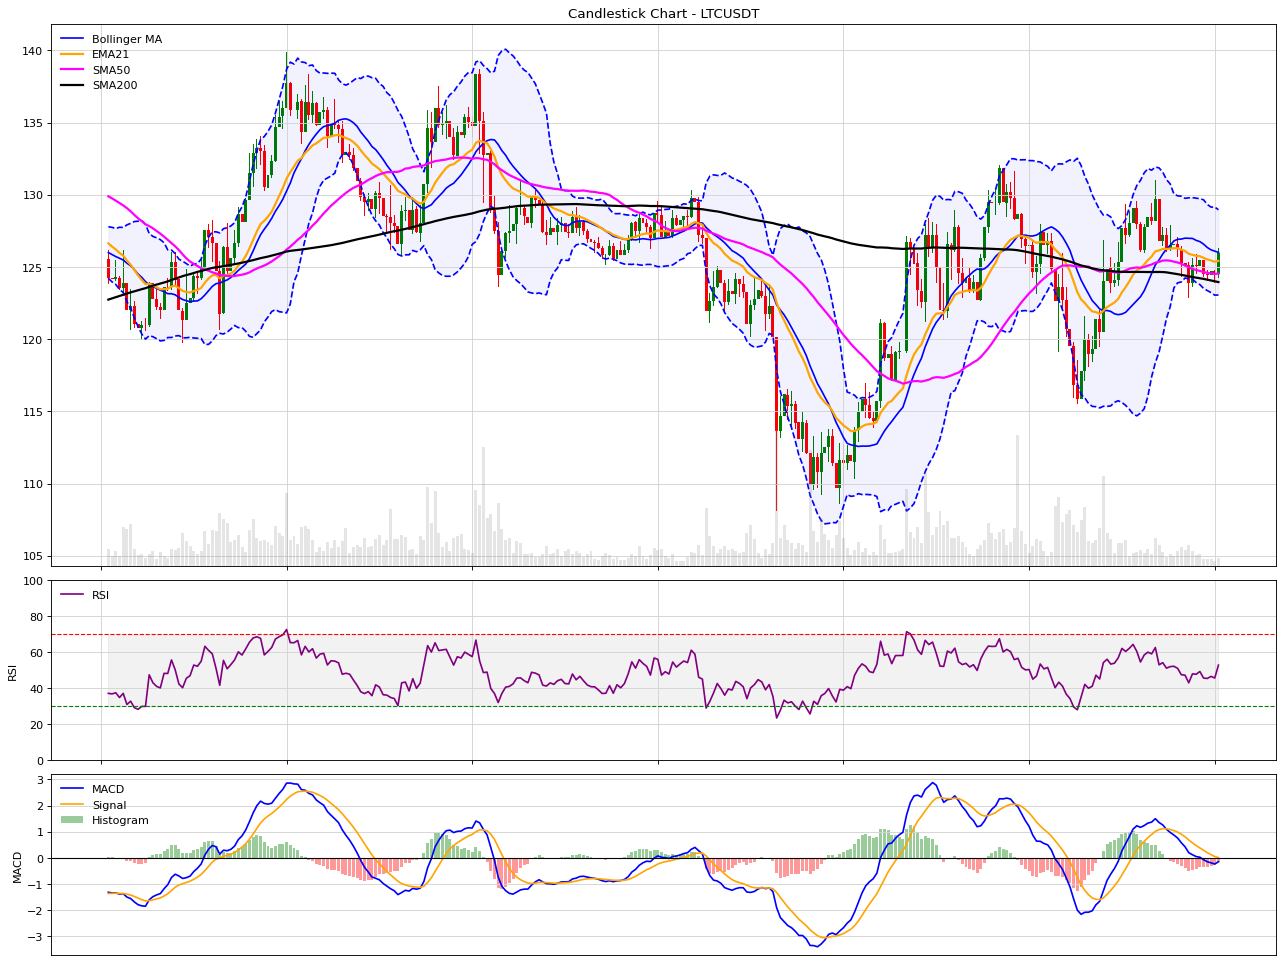 Candlestick Chart - LTCUSDT
Bollinger MA
EMA21
SMA50
SMA200
140
135
130
125
120
115
110
105
100
80
60
40
20
0
RSI
RSI
3
2
1
0
−1
−2
−3
MACD
MACD
Signal
Histogram